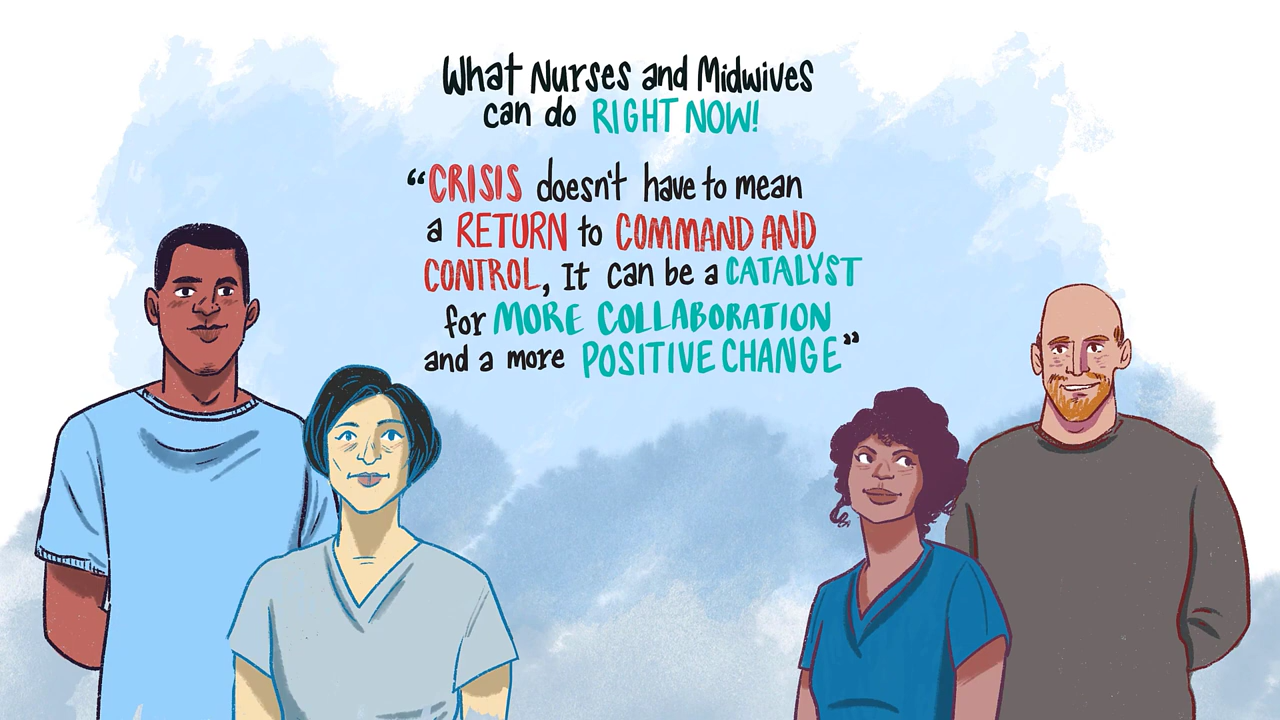 What Nurses and Midwives
can do RIGHT NOW!
“CRISIS doesn't have to mean
a RETURN to COMMAND AND
CONTROL, It can be a CATALYST
for MORE COLLABORATION
and a more POSITIVE CHANGE”